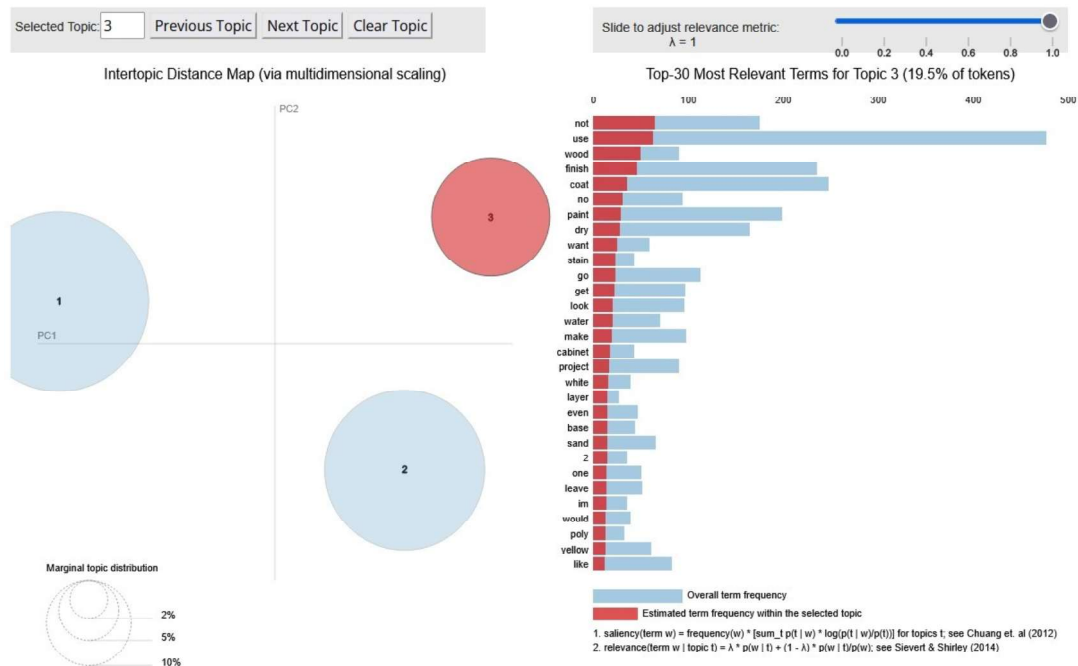 Selected Topic: 3 Previous Topic Next Topic Clear Topic
Slide to adjust relevance metric:
λ = 1
0.0 0.2 0.4 0.6 0.8 1.0
Intertopic Distance Map (via multidimensional scaling)
PC2
PC1
1
2
3
Marginal topic distribution
2%
5%
10%
Top-30 Most Relevant Terms for Topic 3 (19.5% of tokens)
0 100 200 300 400 500
not
use
wood
finish
coat
no
paint
dry
want
stain
go
get
look
water
make
cabinet
project
white
layer
even
base
sand
2
one
leave
im
would
poly
yellow
like
Overall term frequency
Estimated term frequency within the selected topic
1. saliency(term w) = frequency(w) * [sum_t p(t | w) * log(p(t | w)/p(t))] for topics t; see Chuang et. al (2012)
2. relevance(term w | topic t) = λ * p(w | t) + (1 - λ) * p(w | t)/p(w); see Sievert & Shirley (2014)